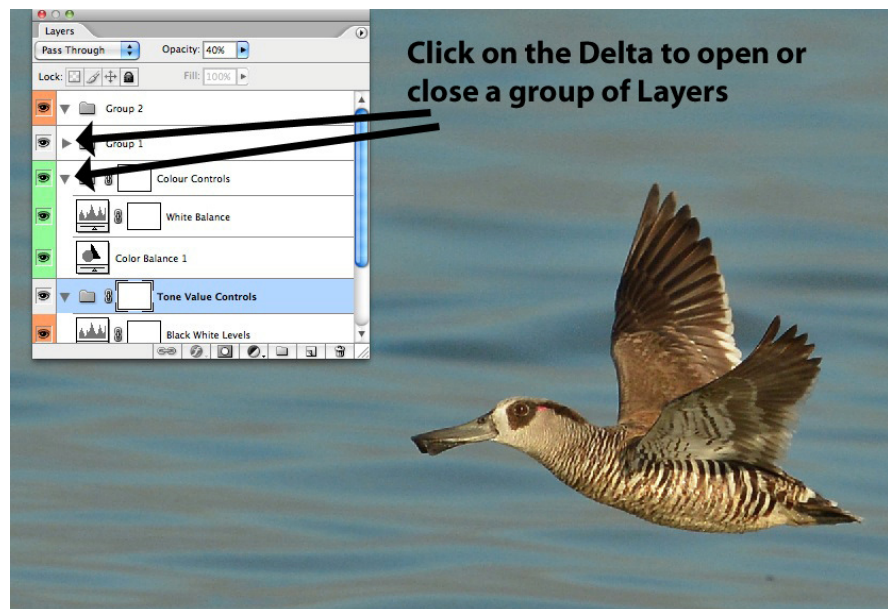 Layers
Pass Through Opacity: 40%
Lock: Fill: 100%
Group 2
Group 1
Colour Controls
White Balance
Color Balance 1
Tone Value Controls
Black White Levels
Click on the Delta to open or
close a group of Layers